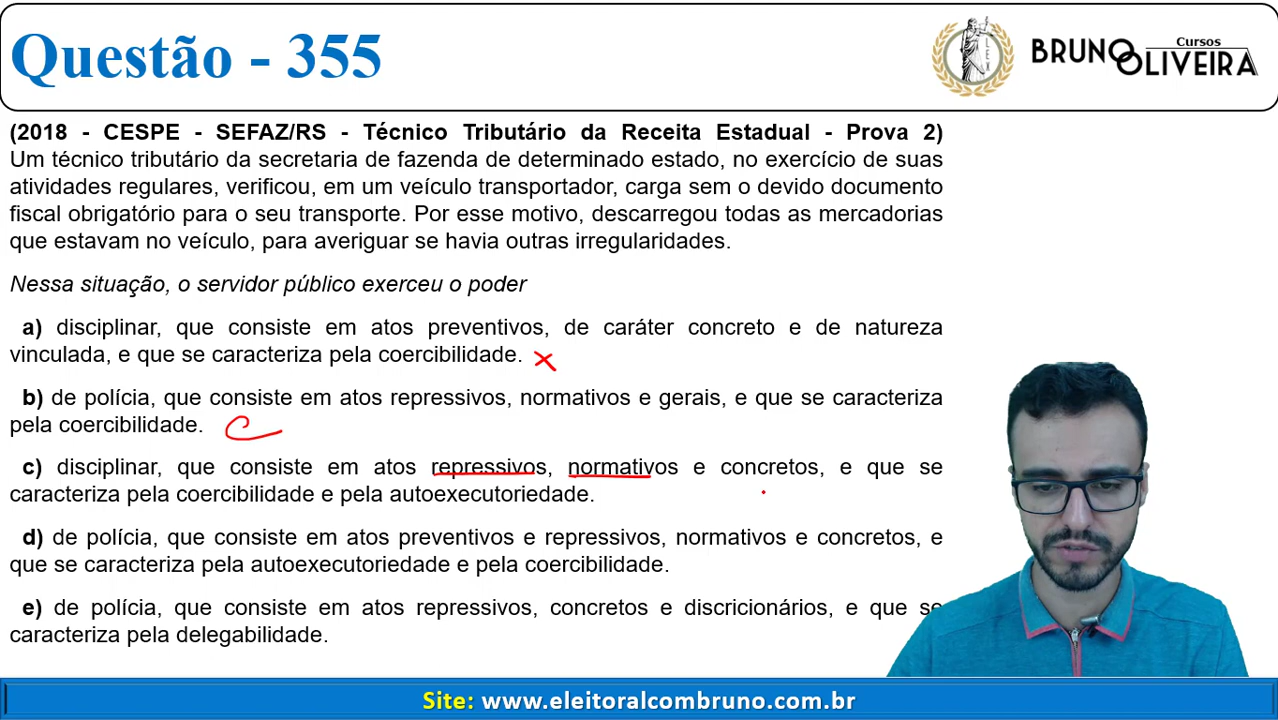 Questão - 355
Cursos
BRUNO
OLIVEIRA
LEX
(2018 - CESPE - SEFAZ/RS - Técnico Tributário da Receita Estadual - Prova 2)
Um técnico tributário da secretaria de fazenda de determinado estado, no exercício de suas
atividades regulares, verificou, em um veículo transportador, carga sem o devido documento
fiscal obrigatório para o seu transporte. Por esse motivo, descarregou todas as mercadorias
que estavam no veículo, para averiguar se havia outras irregularidades.
Nessa situação, o servidor público exerceu o poder
a) disciplinar, que consiste em atos preventivos, de caráter concreto e de natureza
vinculada, e que se caracteriza pela coercibilidade.
b) de polícia, que consiste em atos repressivos, normativos e gerais, e que se caracteriza
pela coercibilidade.
c) disciplinar, que consiste em atos repressivos, normativos e concretos, e que se
caracteriza pela coercibilidade e pela autoexecutoriedade.
d) de polícia, que consiste em atos preventivos e repressivos, normativos e concretos, e
que se caracteriza pela autoexecutoriedade e pela coercibilidade.
e) de polícia, que consiste em atos repressivos, concretos e discricionários, e que se
caracteriza pela delegabilidade.
Site: www.eleitoralcombruno.com.br